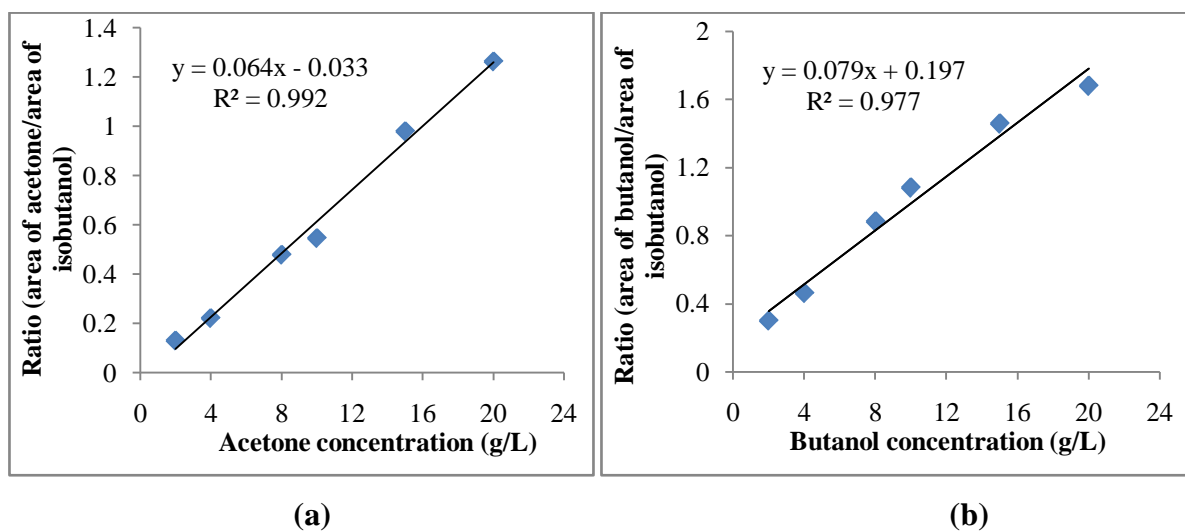 1.4
1.2
1
0.8
0.6
0.4
0.2
0
y = 0.064x - 0.033
R² = 0.992
Ratio (area of acetone/area of
isobutanol)
0 4 8 12 16 20 24
Acetone concentration (g/L)
(a)
2
1.6
1.2
0.8
0.4
0
y = 0.079x + 0.197
R² = 0.977
Ratio (area of butanol/area of
isobutanol)
0 4 8 12 16 20 24
Butanol concentration (g/L)
(b)